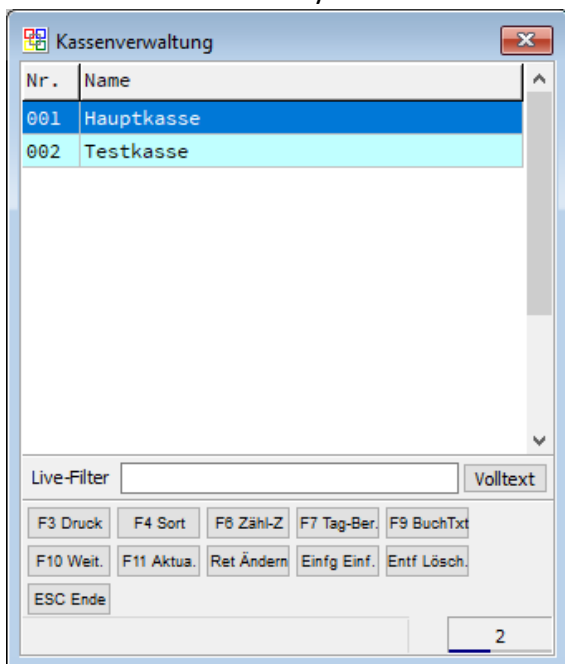 Kassenverwaltung
Nr. Name
001 Hauptkasse
002 Testkasse
Live-Filter Volltext
F3 Druck F4 Sort F6 Zähl-Z F7 Tag-Ber. F9 BuchTxt
F10 Weit. F11 Aktua. Ret Ändern Einfg Einf. Entf Lösch.
ESC Ende
2